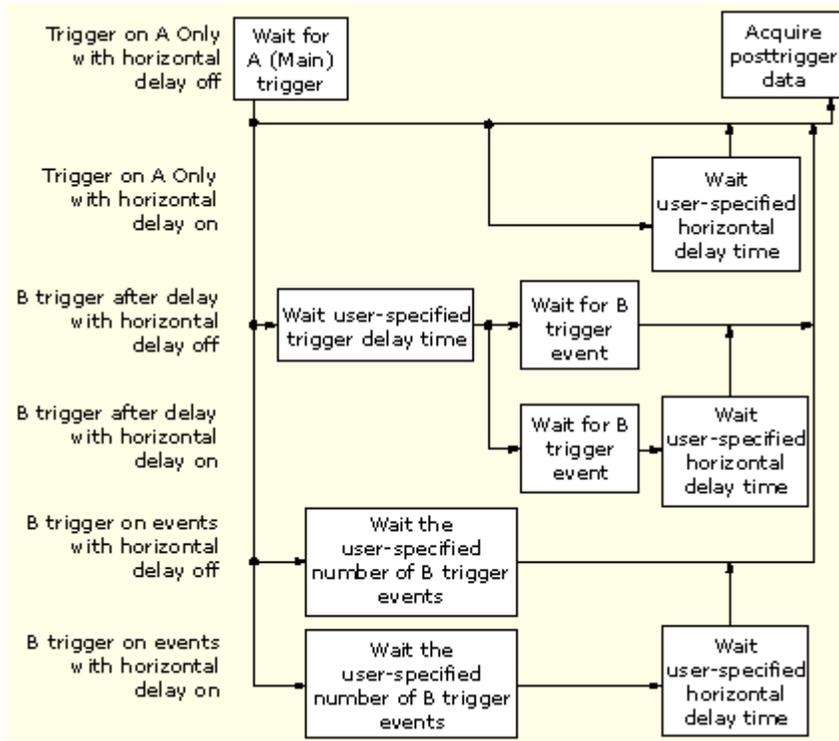 Trigger on A Only
with horizontal
delay off
Wait for
A (Main)
trigger
Acquire
posttrigger
data
Trigger on A Only
with horizontal
delay on
Wait
user-specified
horizontal
delay time
B trigger after delay
with horizontal
delay off
Wait user-specified
trigger delay time
Wait for B
trigger
event
B trigger after delay
with horizontal
delay on
Wait for B
trigger
event
Wait
user-specified
horizontal
delay time
B trigger on events
with horizontal
delay off
Wait the
user-specified
number of B trigger
events
B trigger on events
with horizontal
delay on
Wait the
user-specified
number of B trigger
events
Wait
user-specified
horizontal
delay time